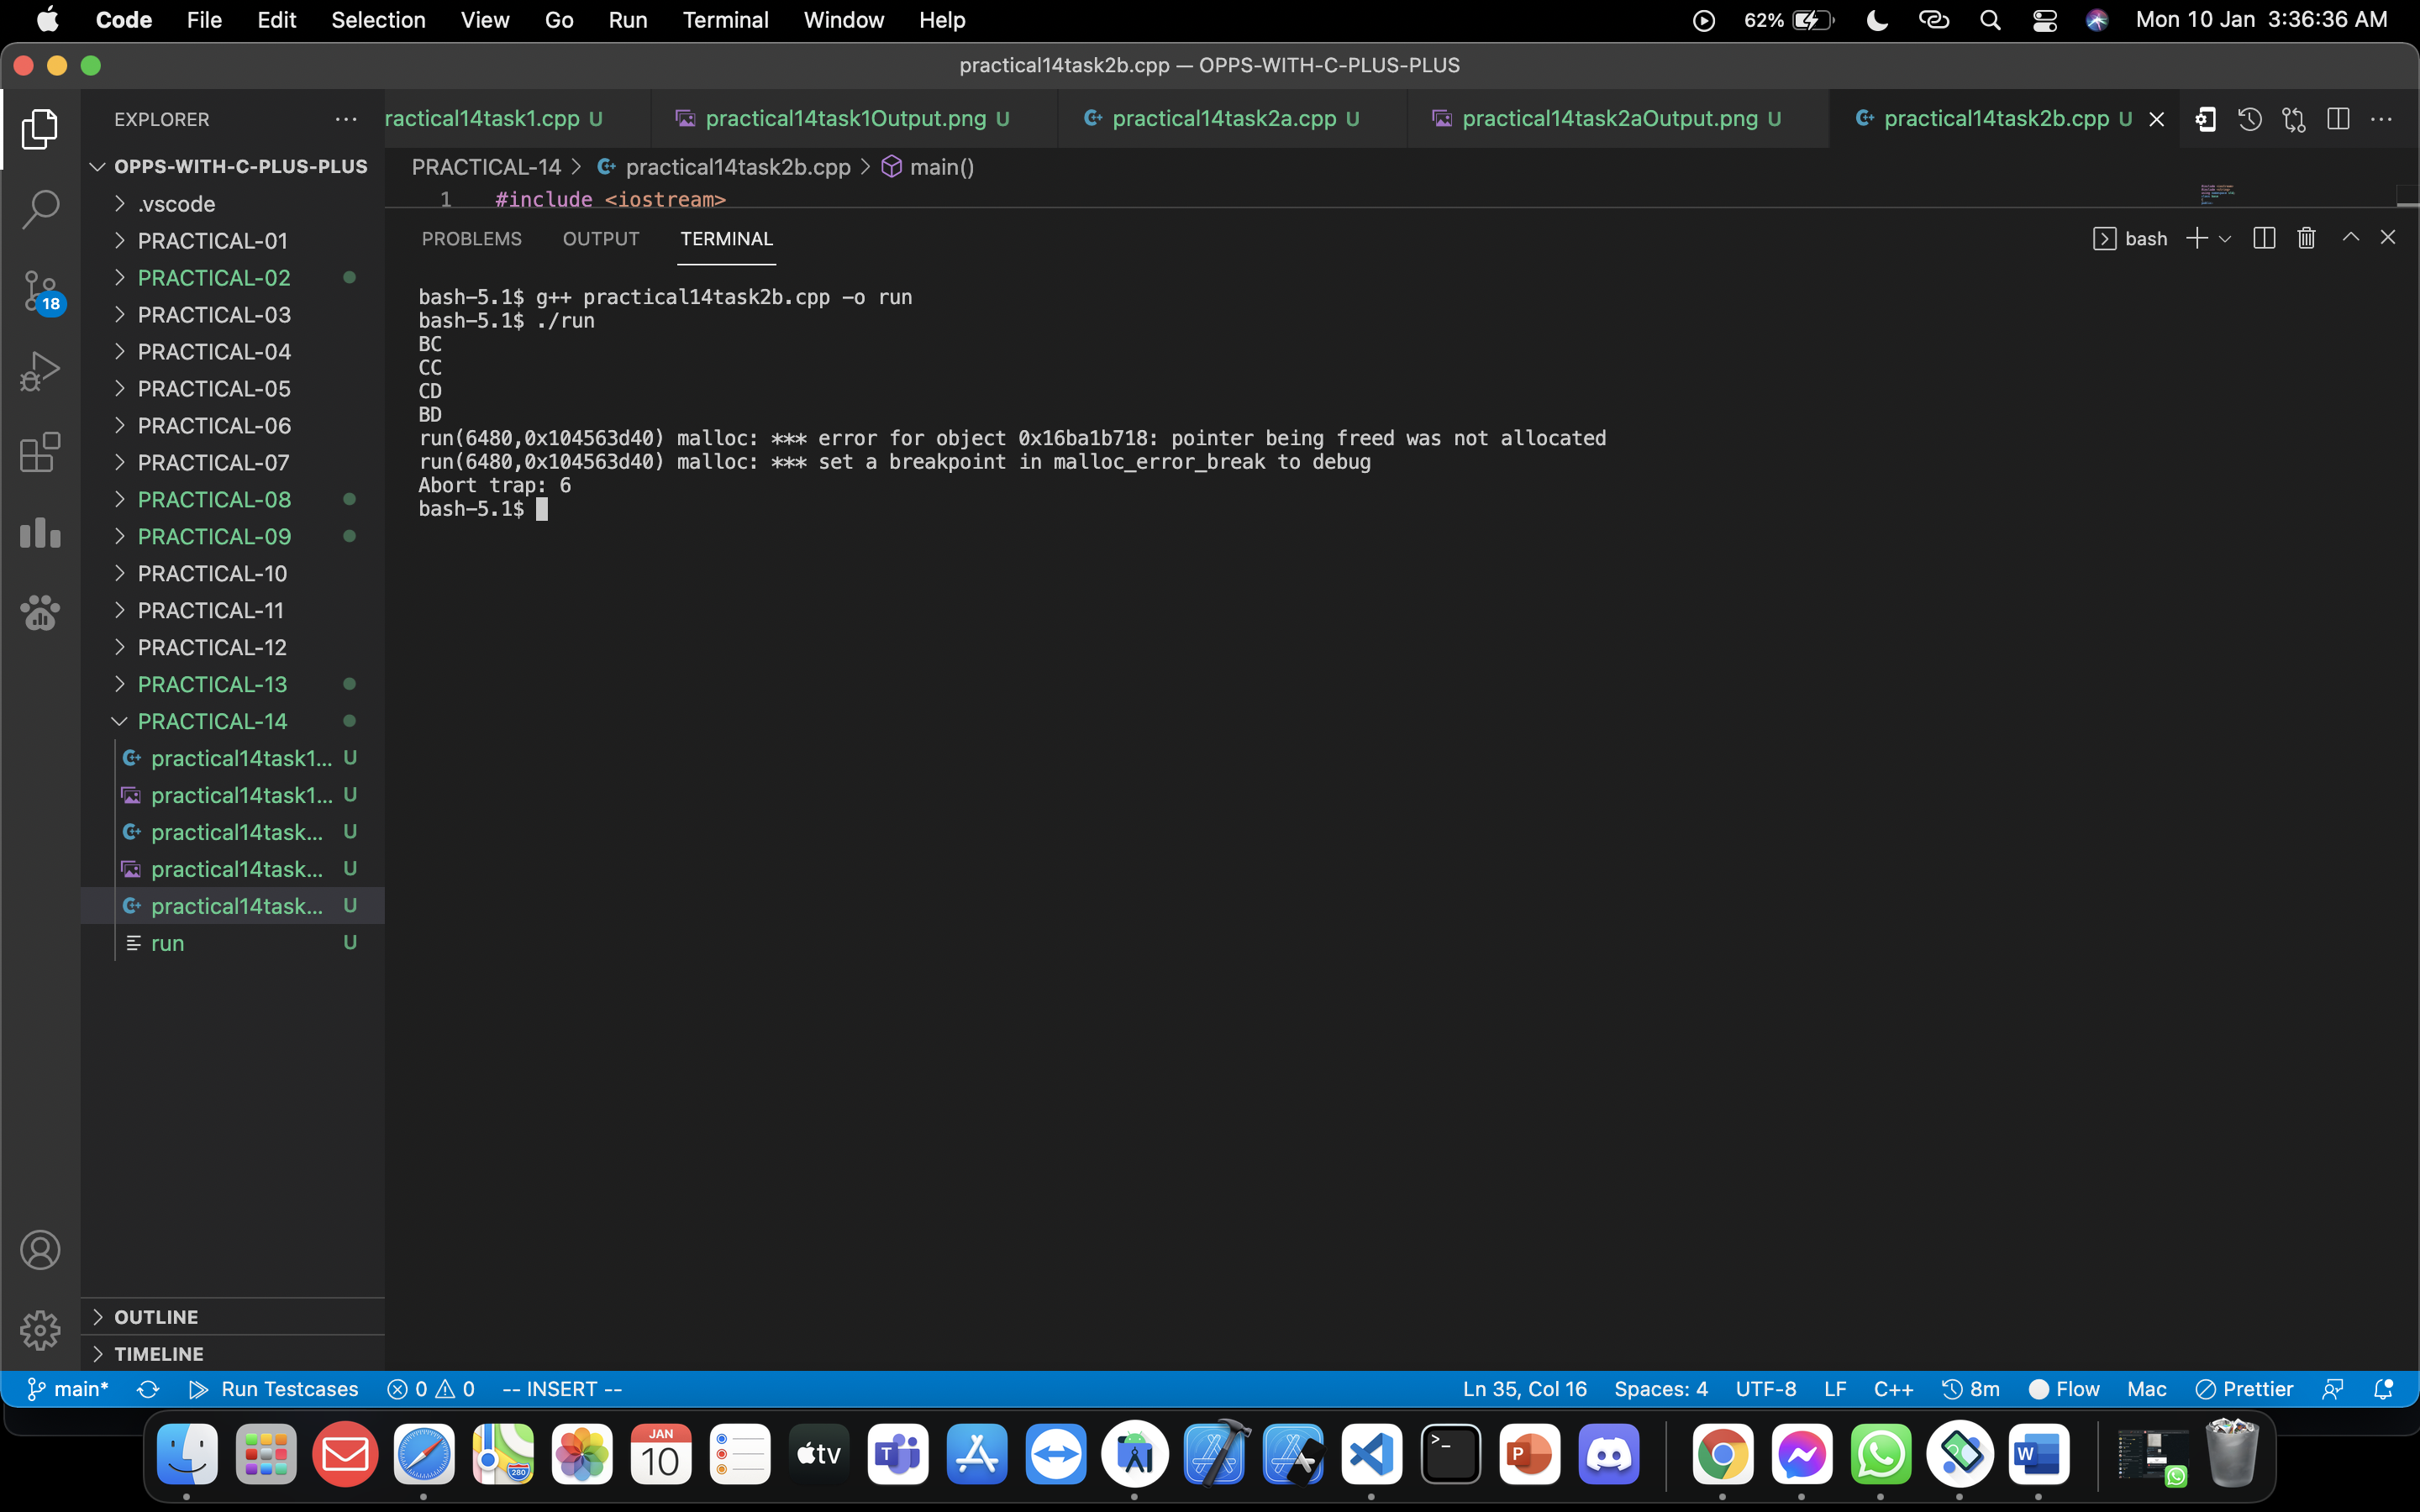 Code File Edit Selection View Go Run Terminal Window Help 62% Mon 10 Jan 3:36:36 AM
practical14task2b.cpp — OPPS-WITH-C-PLUS-PLUS
EXPLORER
ractical14task1.cpp U practical14task1Output.png U practical14task2a.cpp U practical14task2aOutput.png U practical14task2b.cpp U
OPPS-WITH-C-PLUS-PLUS
PRACTICAL-14 > practical14task2b.cpp > main()
1 #include <iostream>
.vscode
PRACTICAL-01
PRACTICAL-02
PRACTICAL-03
PRACTICAL-04
PRACTICAL-05
PRACTICAL-06
PRACTICAL-07
PRACTICAL-08
PRACTICAL-09
PRACTICAL-10
PRACTICAL-11
PRACTICAL-12
PRACTICAL-13
PRACTICAL-14
practical14task1... U
practical14task1... U
practical14task... U
practical14task... U
practical14task... U
run U
OUTLINE
TIMELINE
18
PROBLEMS OUTPUT TERMINAL
bash
bash-5.1$ g++ practical14task2b.cpp -o run
bash-5.1$ ./run
BC
CC
CD
BD
run(6480,0x104563d40) malloc: *** error for object 0x16ba1b718: pointer being freed was not allocated
run(6480,0x104563d40) malloc: *** set a breakpoint in malloc_error_break to debug
Abort trap: 6
bash-5.1$
main* Run Testcases 0 0 -- INSERT -- Ln 35, Col 16 Spaces: 4 UTF-8 LF C++ 8m Flow Mac Prettier
JAN
10
tv
T
280
P
W